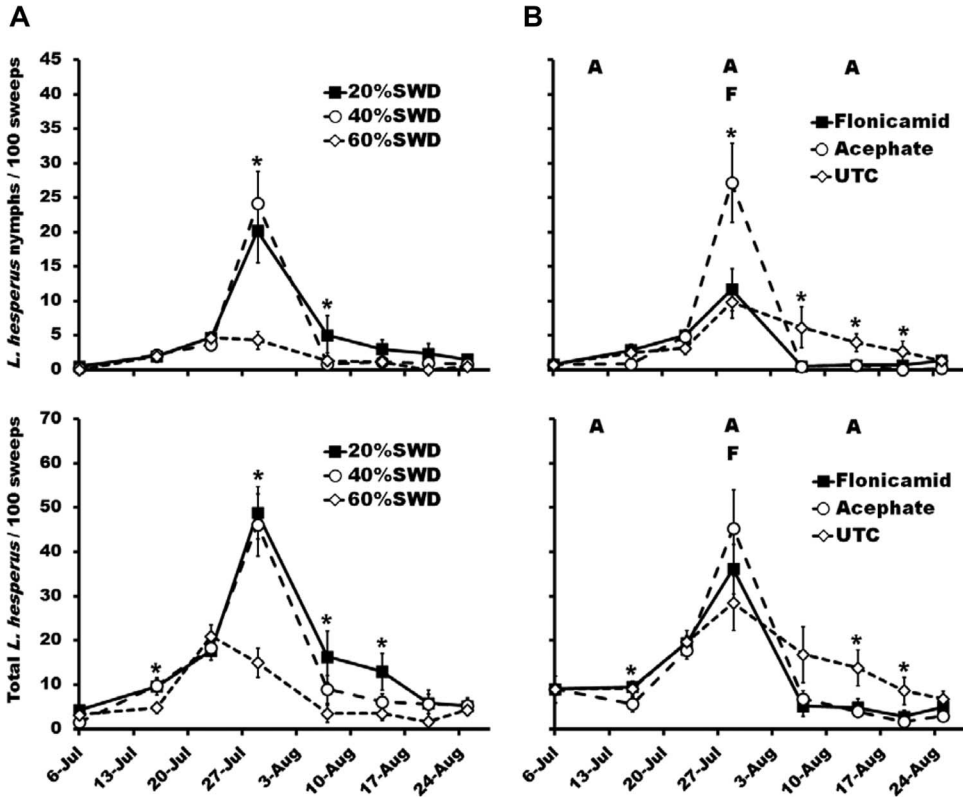 A
B
L. hesperus nymphs / 100 sweeps
45
40
35
30
25
20
15
10
5
0
20%SWD
40%SWD
60%SWD
*
*
A A A
F
Flonicamid
Acephate
UTC
*
*
*
*
Total L. hesperus / 100 sweeps
70
60
50
40
30
20
10
0
20%SWD
40%SWD
60%SWD
*
*
*
*
6-Jul 13-Jul 20-Jul 27-Jul 3-Aug 10-Aug 17-Aug 24-Aug
A A A
F
Flonicamid
Acephate
UTC
*
*
*
6-Jul 13-Jul 20-Jul 27-Jul 3-Aug 10-Aug 17-Aug 24-Aug